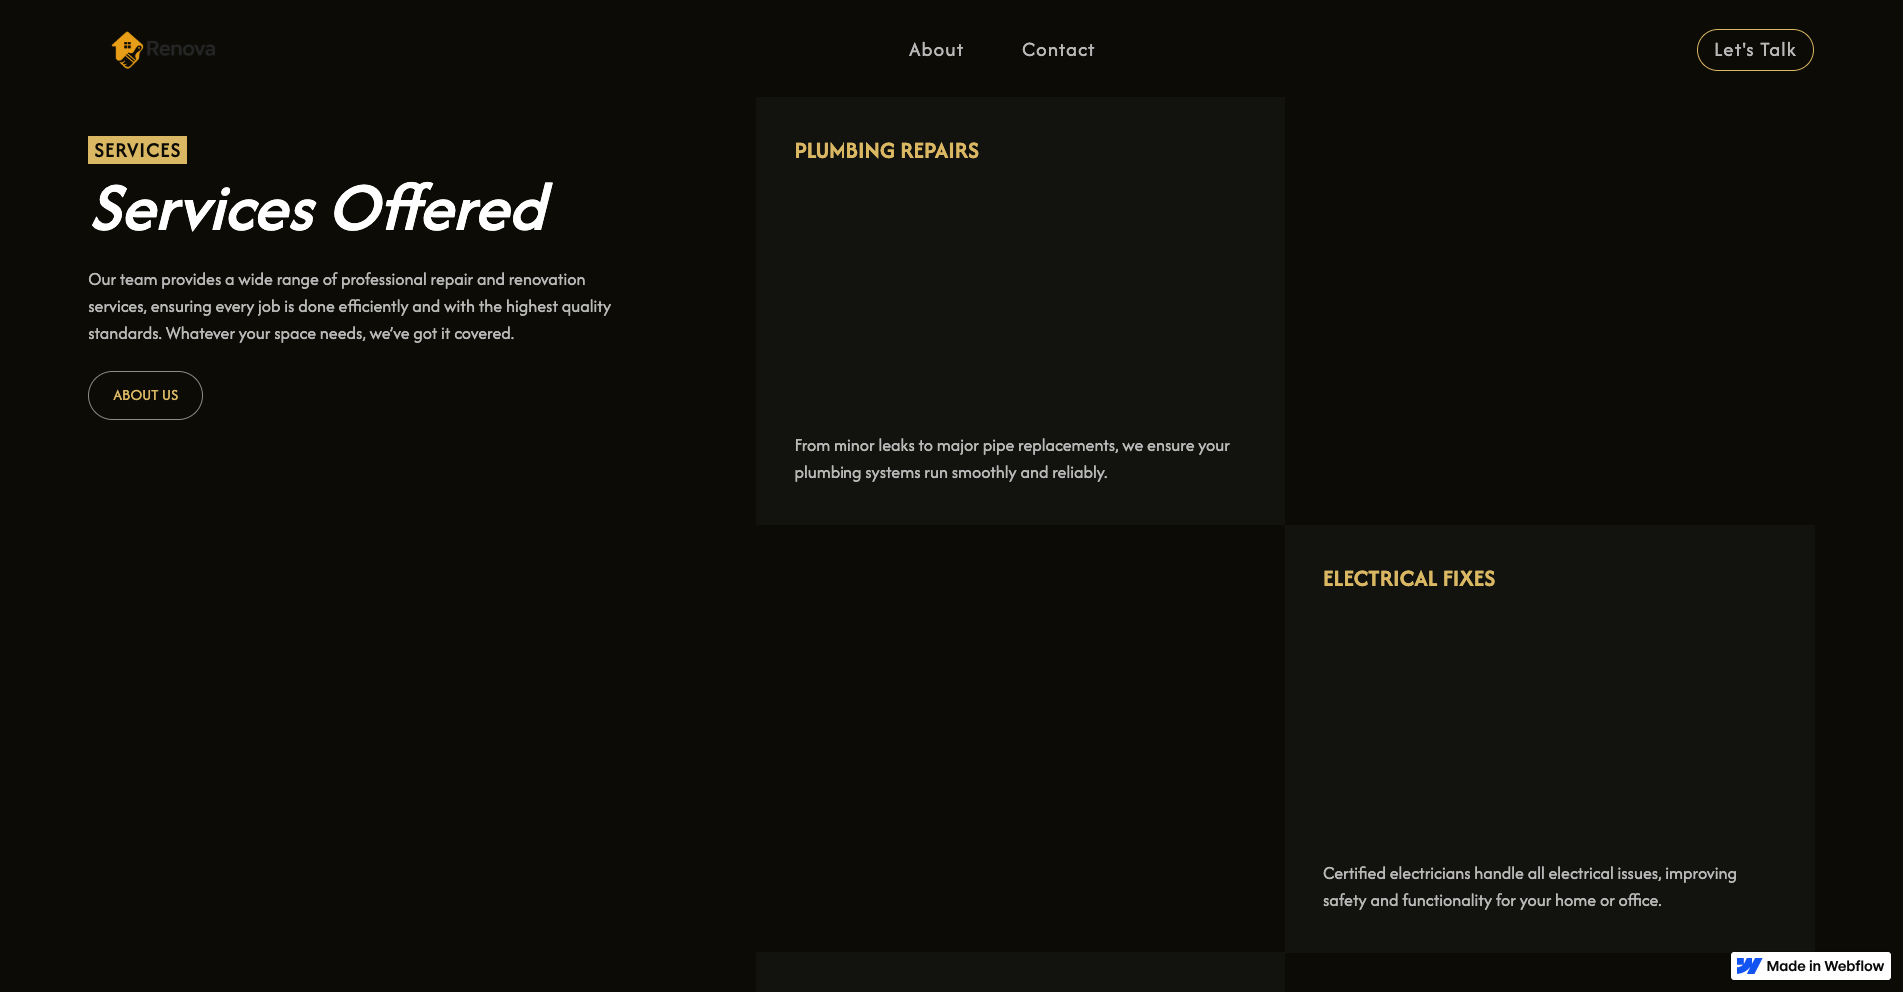 Renova
About
Contact
Let's Talk
SERVICES
Services Offered
Our team provides a wide range of professional repair and renovation
services, ensuring every job is done efficiently and with the highest quality
standards. Whatever your space needs, we’ve got it covered.
ABOUT US
PLUMBING REPAIRS
From minor leaks to major pipe replacements, we ensure your
plumbing systems run smoothly and reliably.
ELECTRICAL FIXES
Certified electricians handle all electrical issues, improving
safety and functionality for your home or office.
Made in Webflow